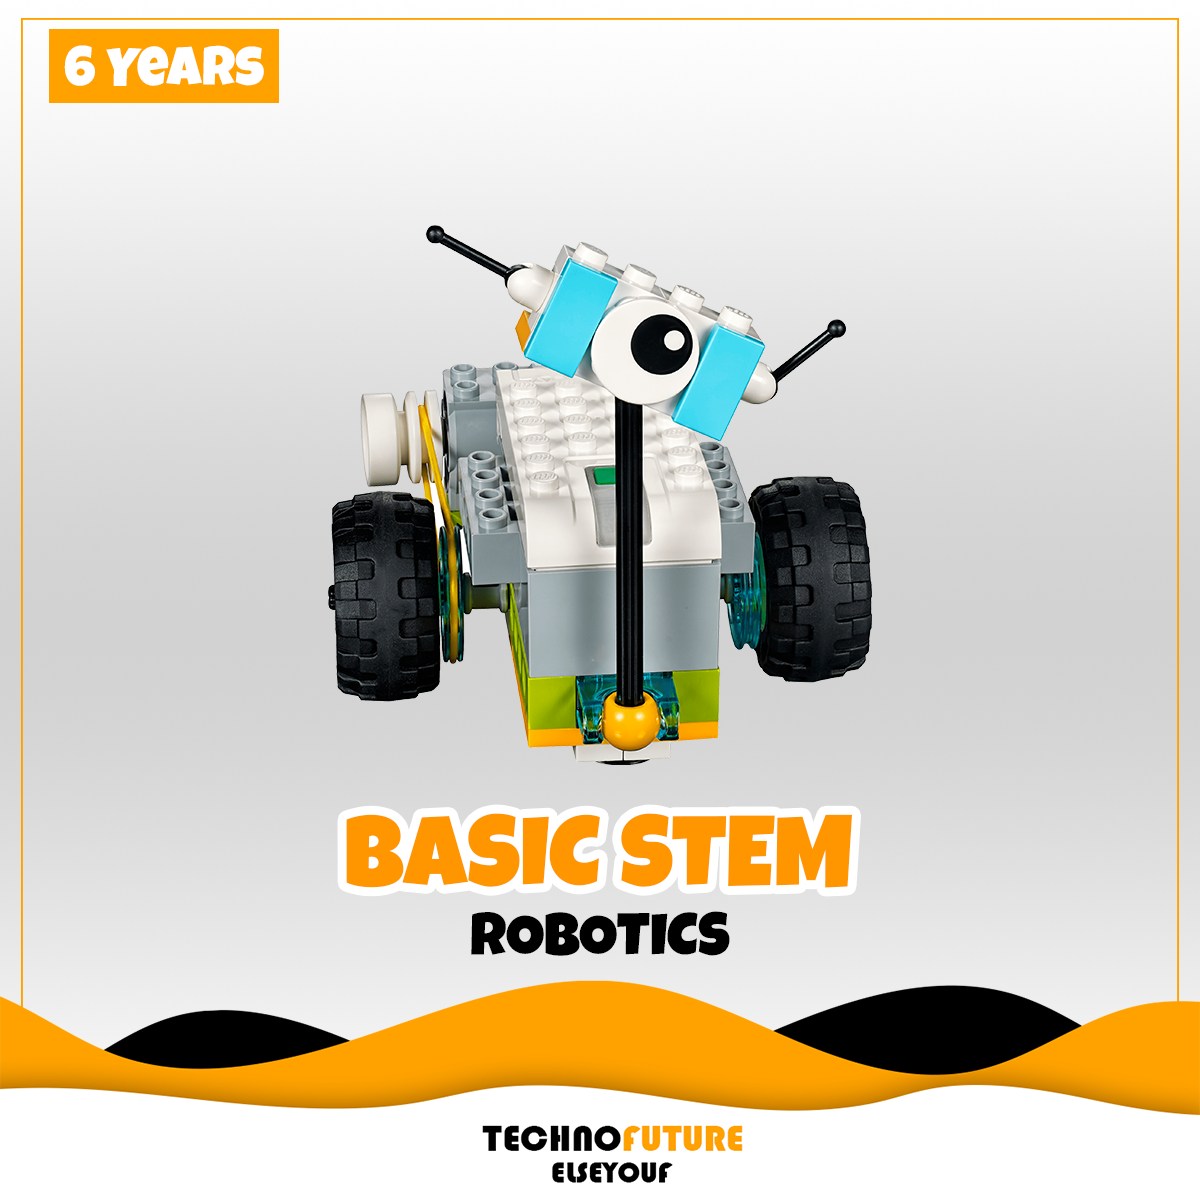 6 YEARS
BASIC STEM
ROBOTICS
TECHNOFUTURE
ELSEYOUF